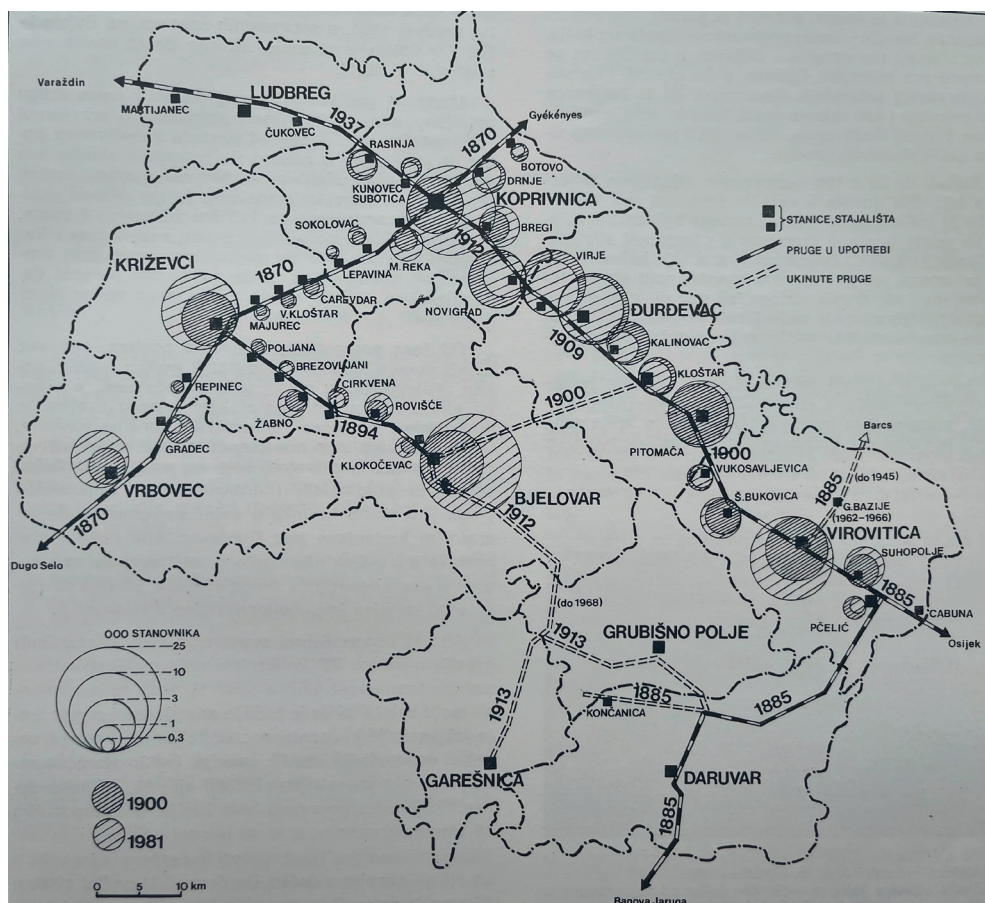 Varaždin
MARTIJANEC
LUDBREG
ČUKOVEC
1937
RASINJA
KUNOVEC
SUBOTICA
1870
Gyékényes
BOTOVO
DRNJE
KOPRIVNICA
BREGI
1912
SOKOLOVAC
M. REKA
LEPAVINA
1870
CAREVDAR
V. KLOŠTAR
MAJUREC
KRIŽEVCI
VIRJE
NOVIGRAD
ĐURĐEVAC
1909
KALINOVAC
KLOŠTAR
STANICE, STAJALIŠTA
PRUGE U UPOTREBI
UKINUTE PRUGE
POLJANA
BREZOVLJANI
CIRKVENA
ROVIŠĆE
ŽABNO
1894
KLOKOČEVAC
REPINEC
GRADEC
VRBOVEC
1870
Dugo Selo
1900
BJELOVAR
1912
PITOMAČA
1900
VUKOSAVLJEVICA
Š. BUKOVICA
Barcs
1885
(do 1945)
G. BAZIJE
(1962–1966)
VIROVITICA
SUHOPOLJE
1885
CABUNA
PČELIĆ
Osijek
(do 1968)
1913
GRUBIŠNO POLJE
1913
1885
KONČANICA
1885
GAREŠNICA
DARUVAR
1885
Banova Jaruga
OOO STANOVNIKA
25
10
3
1
0,3
1900
1981
0 5 10 km